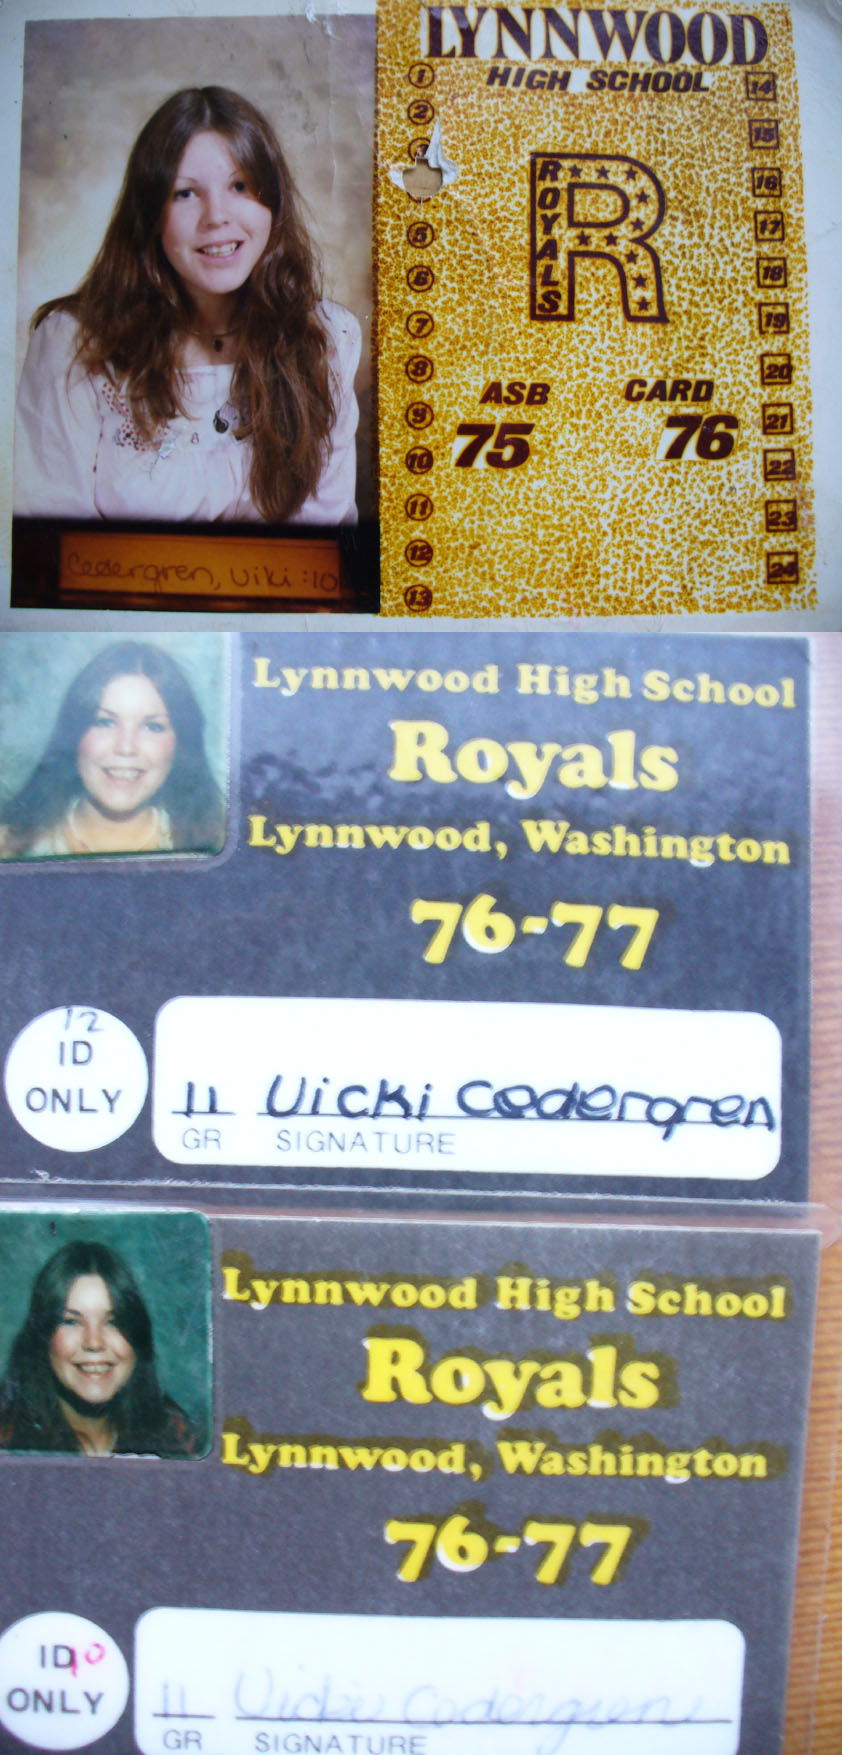 LYNNWOOD
HIGH SCHOOL
1
2
3
5
6
7
8
9
10
11
12
13
14
15
16
17
18
19
20
21
22
23
24
R
ROYALS
ASB CARD
75 76
Cedergren, Viki :10
Lynnwood High School
Royals
Lynnwood, Washington
76-77
12
ID
ONLY
11 Vicki Cedergren
GR SIGNATURE
Lynnwood High School
Royals
Lynnwood, Washington
76-77
ID
ONLY
11 Vicki Cedergren
GR SIGNATURE